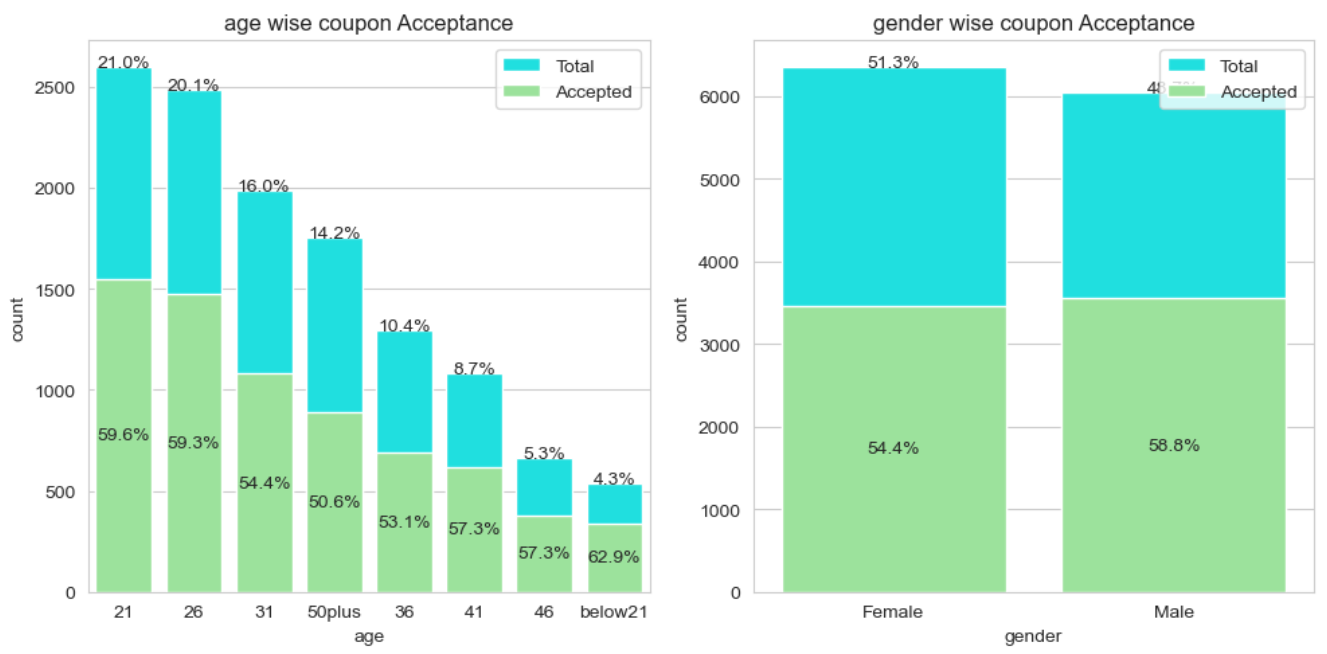 age wise coupon Acceptance
Total
Accepted
2500
2000
1500
1000
500
0
count
21.0%
20.1%
16.0%
14.2%
10.4%
8.7%
5.3%
4.3%
59.6%
59.3%
54.4%
50.6%
53.1%
57.3%
57.3%
62.9%
21
26
31
50plus
36
41
46
below21
age
gender wise coupon Acceptance
Total
Accepted
6000
5000
4000
3000
2000
1000
0
count
51.3%
54.4%
58.8%
Female
Male
gender